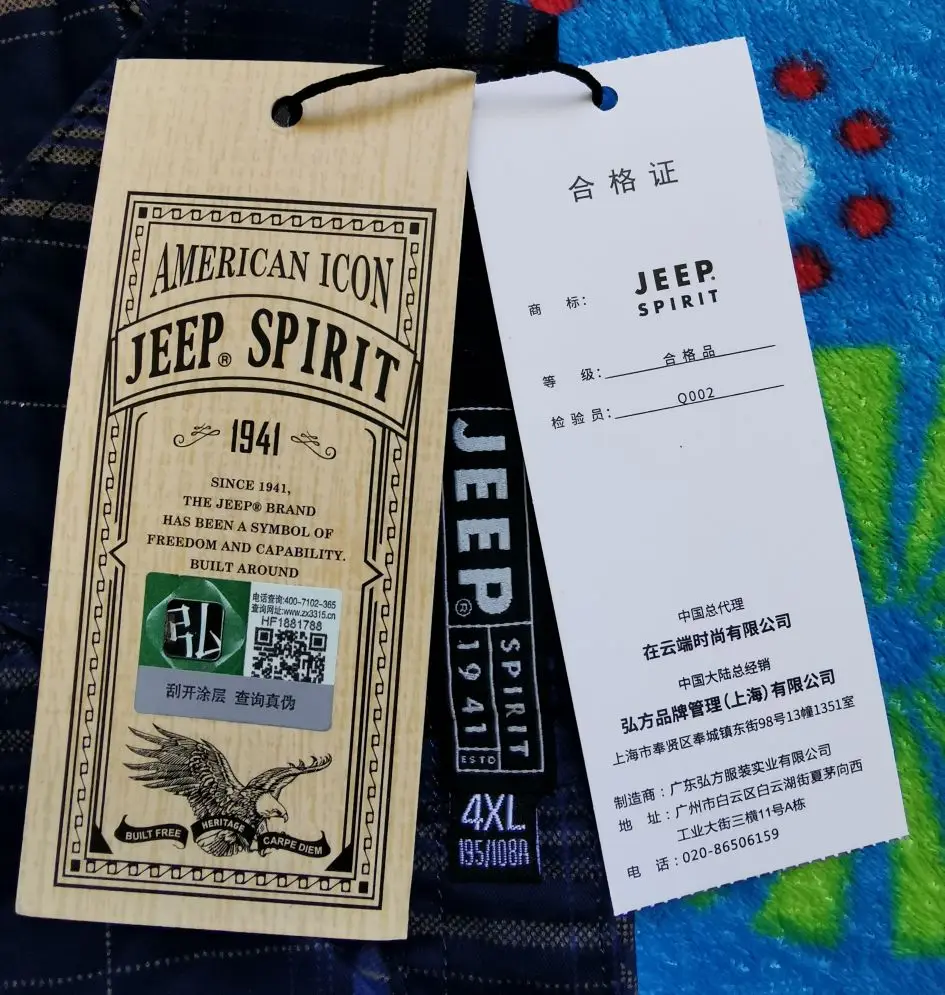 AMERICAN ICON
JEEP® SPIRIT
1941
SINCE 1941,
THE JEEP® BRAND
HAS BEEN A SYMBOL OF
FREEDOM AND CAPABILITY.
BUILT AROUND
电话查询:400-7102-365
查询网址:www.zx3315.cn
HF1881788
弘
刮开涂层 查询真伪
BUILT FREE
HERITAGE
CARPE DIEM
JEEP®
1941
SPIRIT
ESTD
4XL
195/108A
合格证
商 标: JEEP®
SPIRIT
等 级: 合格品
检验员: Q002
中国总代理
在云端时尚有限公司
中国大陆总经销
弘方品牌管理(上海)有限公司
上海市奉贤区奉城镇东街98号13幢1351室
制造商:广东弘方服装实业有限公司
地 址:广州市白云区白云湖街夏茅向西
工业大街三横11号A栋
电 话:020-86506159